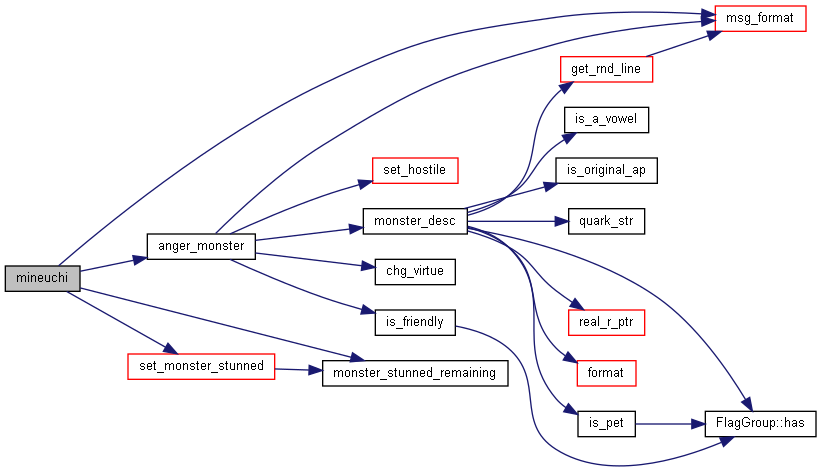 mineuchi
anger_monster
set_monster_stunned
set_hostile
monster_desc
chg_virtue
is_friendly
monster_stunned_remaining
get_rnd_line
is_a_vowel
is_original_ap
quark_str
real_r_ptr
format
is_pet
msg_format
FlagGroup::has